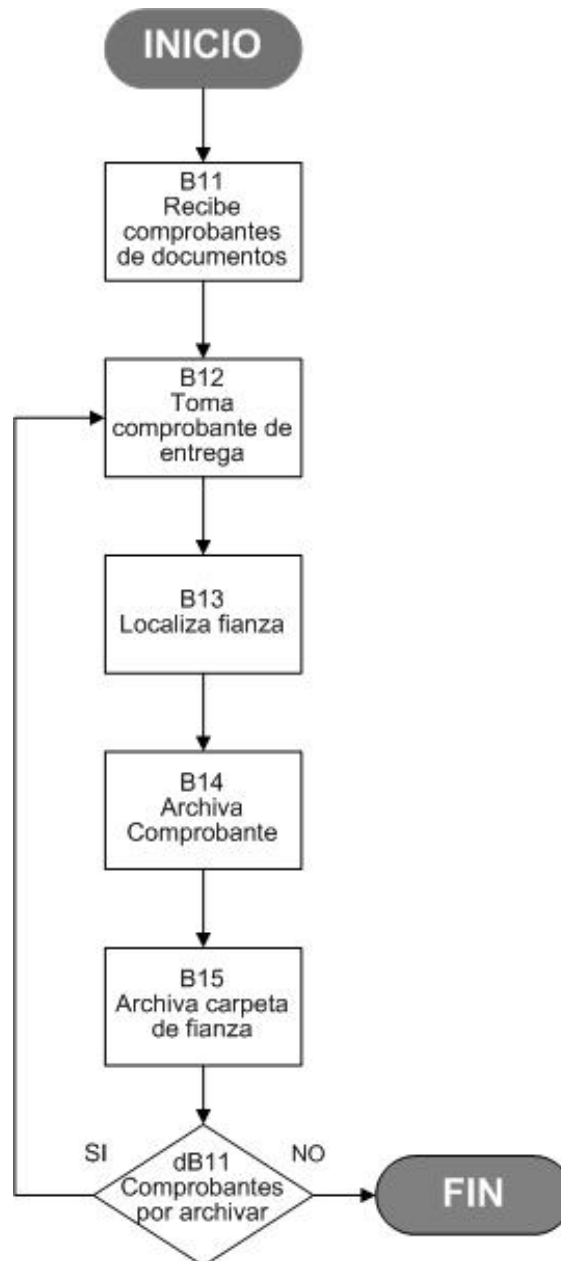 INICIO
B11
Recibe
comprobantes
de documentos
B12
Toma
comprobante de
entrega
B13
Localiza fianza
B14
Archiva
Comprobante
B15
Archiva carpeta
de fianza
SI
NO
dB11
Comprobantes
por archivar
FIN